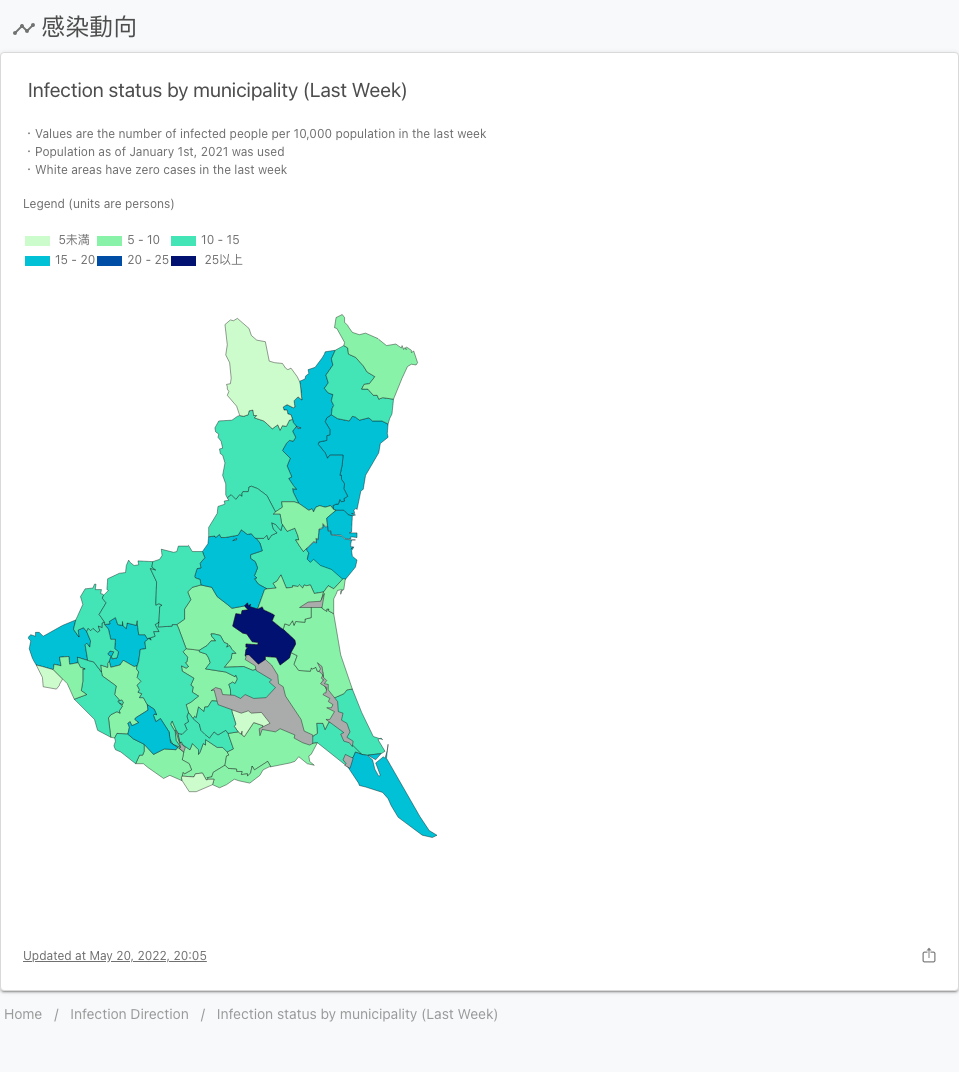 感染動向
Infection status by municipality (Last Week)
・Values are the number of infected people per 10,000 population in the last week
・Population as of January 1st, 2021 was used
・White areas have zero cases in the last week
Legend (units are persons)
5未満 5 - 10 10 - 15
15 - 20 20 - 25 25以上
Updated at May 20, 2022, 20:05
Home / Infection Direction / Infection status by municipality (Last Week)